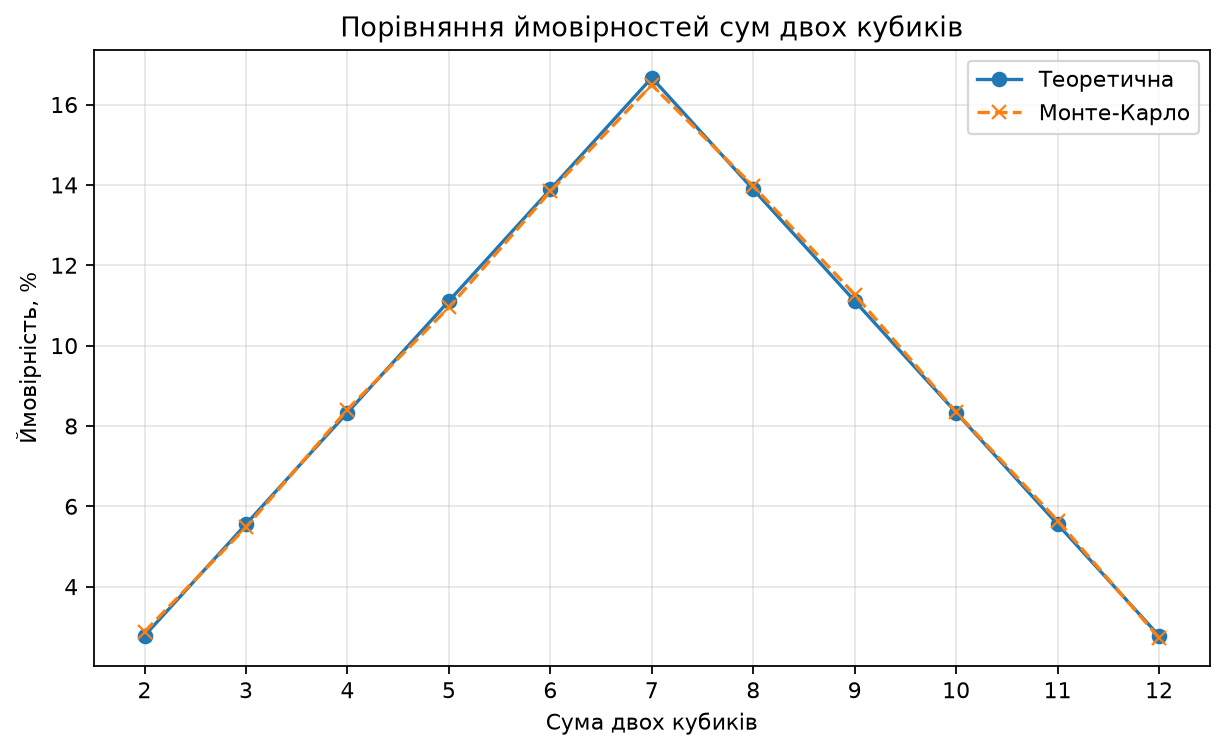 Порівняння ймовірностей сум двох кубиків
Теоретична
Монте-Карло
Ймовірність, %
16
14
12
10
8
6
4
2 3 4 5 6 7 8 9 10 11 12
Сума двох кубиків